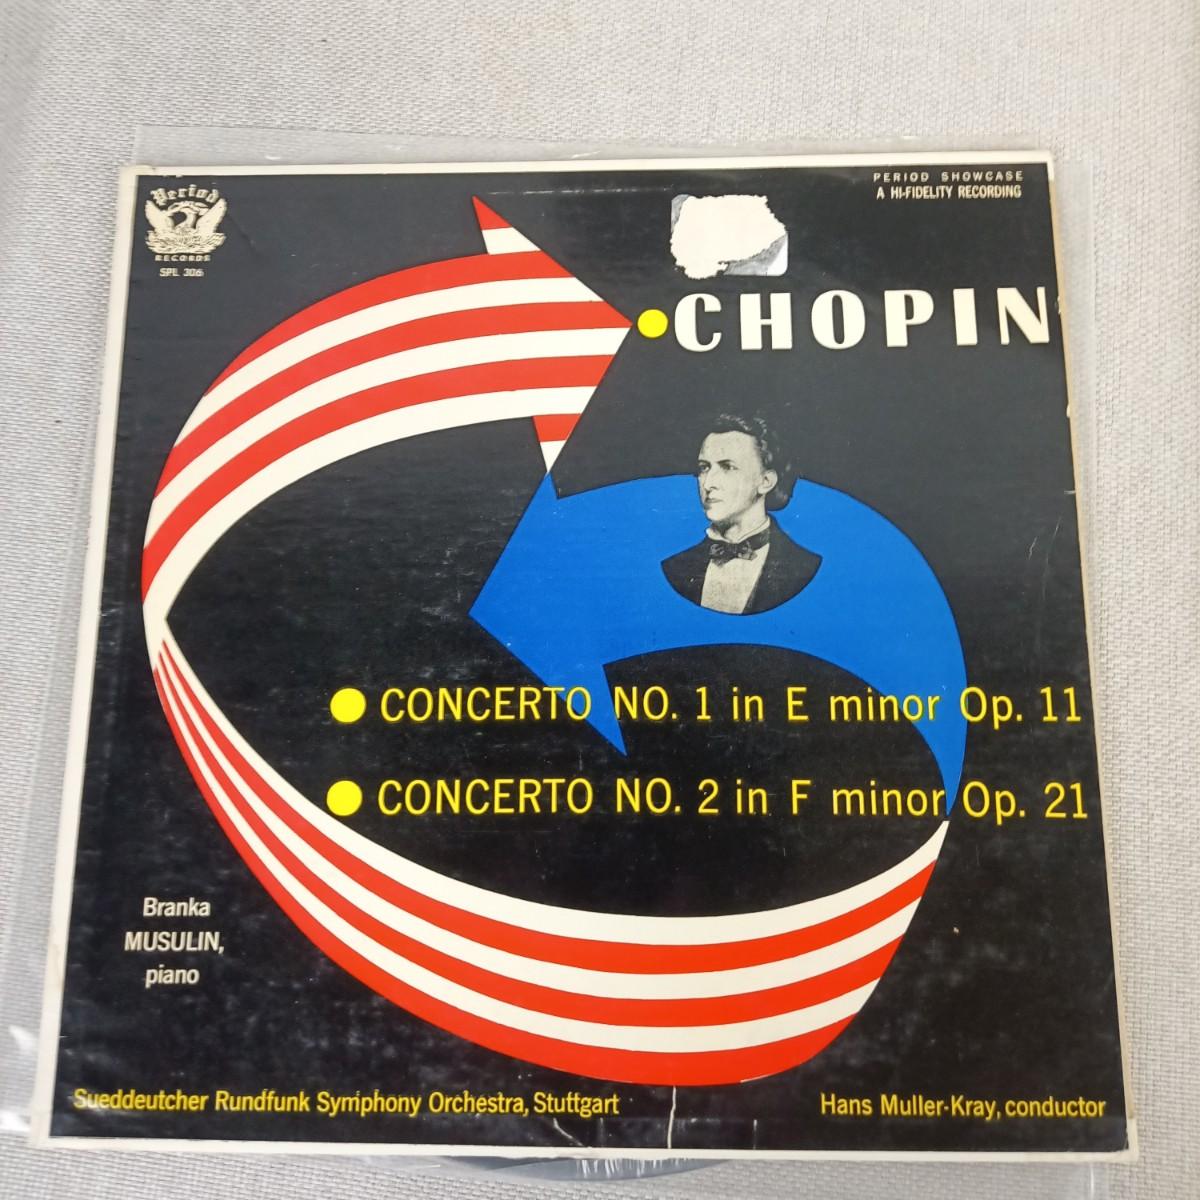 Period
RECORDS
SPL 306
PERIOD SHOWCASE
A HI-FIDELITY RECORDING
CHOPIN
CONCERTO NO. 1 in E minor Op. 11
CONCERTO NO. 2 in F minor Op. 21
Branka
MUSULIN,
piano
Sueddeutcher Rundfunk Symphony Orchestra, Stuttgart
Hans Muller-Kray, conductor